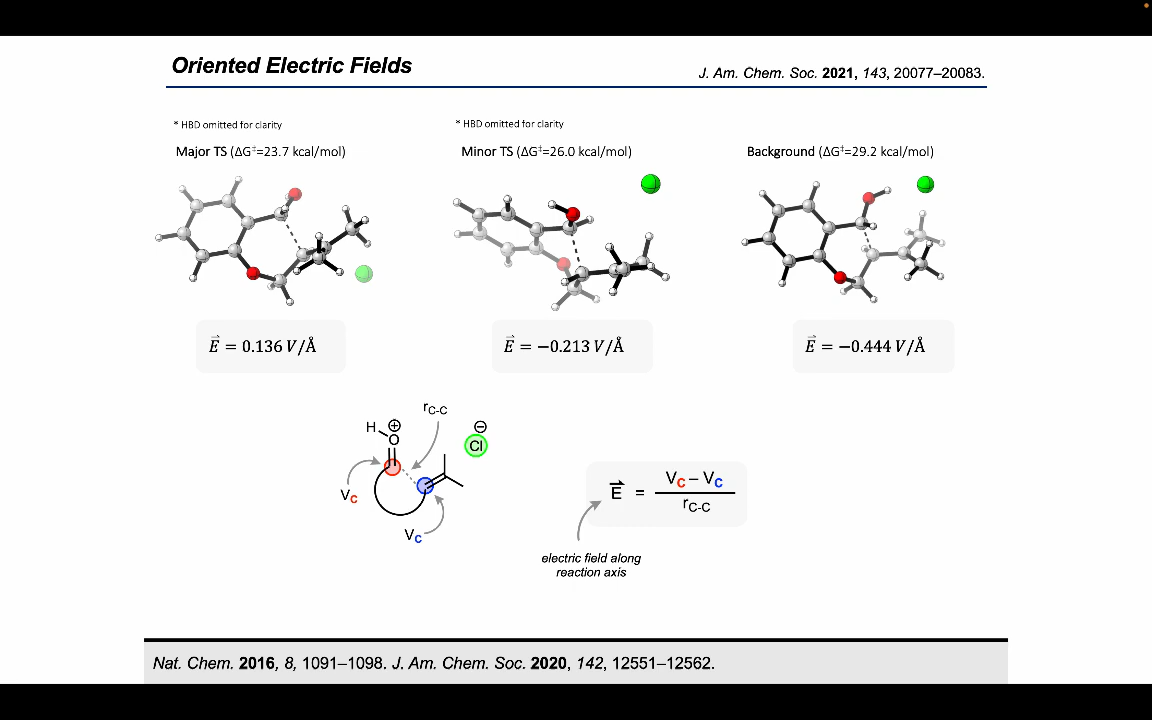 Oriented Electric Fields
J. Am. Chem. Soc. 2021, 143, 20077–20083.
* HBD omitted for clarity
* HBD omitted for clarity
Major TS (ΔG‡=23.7 kcal/mol)
Minor TS (ΔG‡=26.0 kcal/mol)
Background (ΔG‡=29.2 kcal/mol)
E⃗ = 0.136 V/Å
E⃗ = −0.213 V/Å
E⃗ = −0.444 V/Å
rC-C
H
⊕
O
⊖
Cl
VC
VC
E⃗ = VC – VC
rC-C
electric field along
reaction axis
Nat. Chem. 2016, 8, 1091–1098. J. Am. Chem. Soc. 2020, 142, 12551–12562.